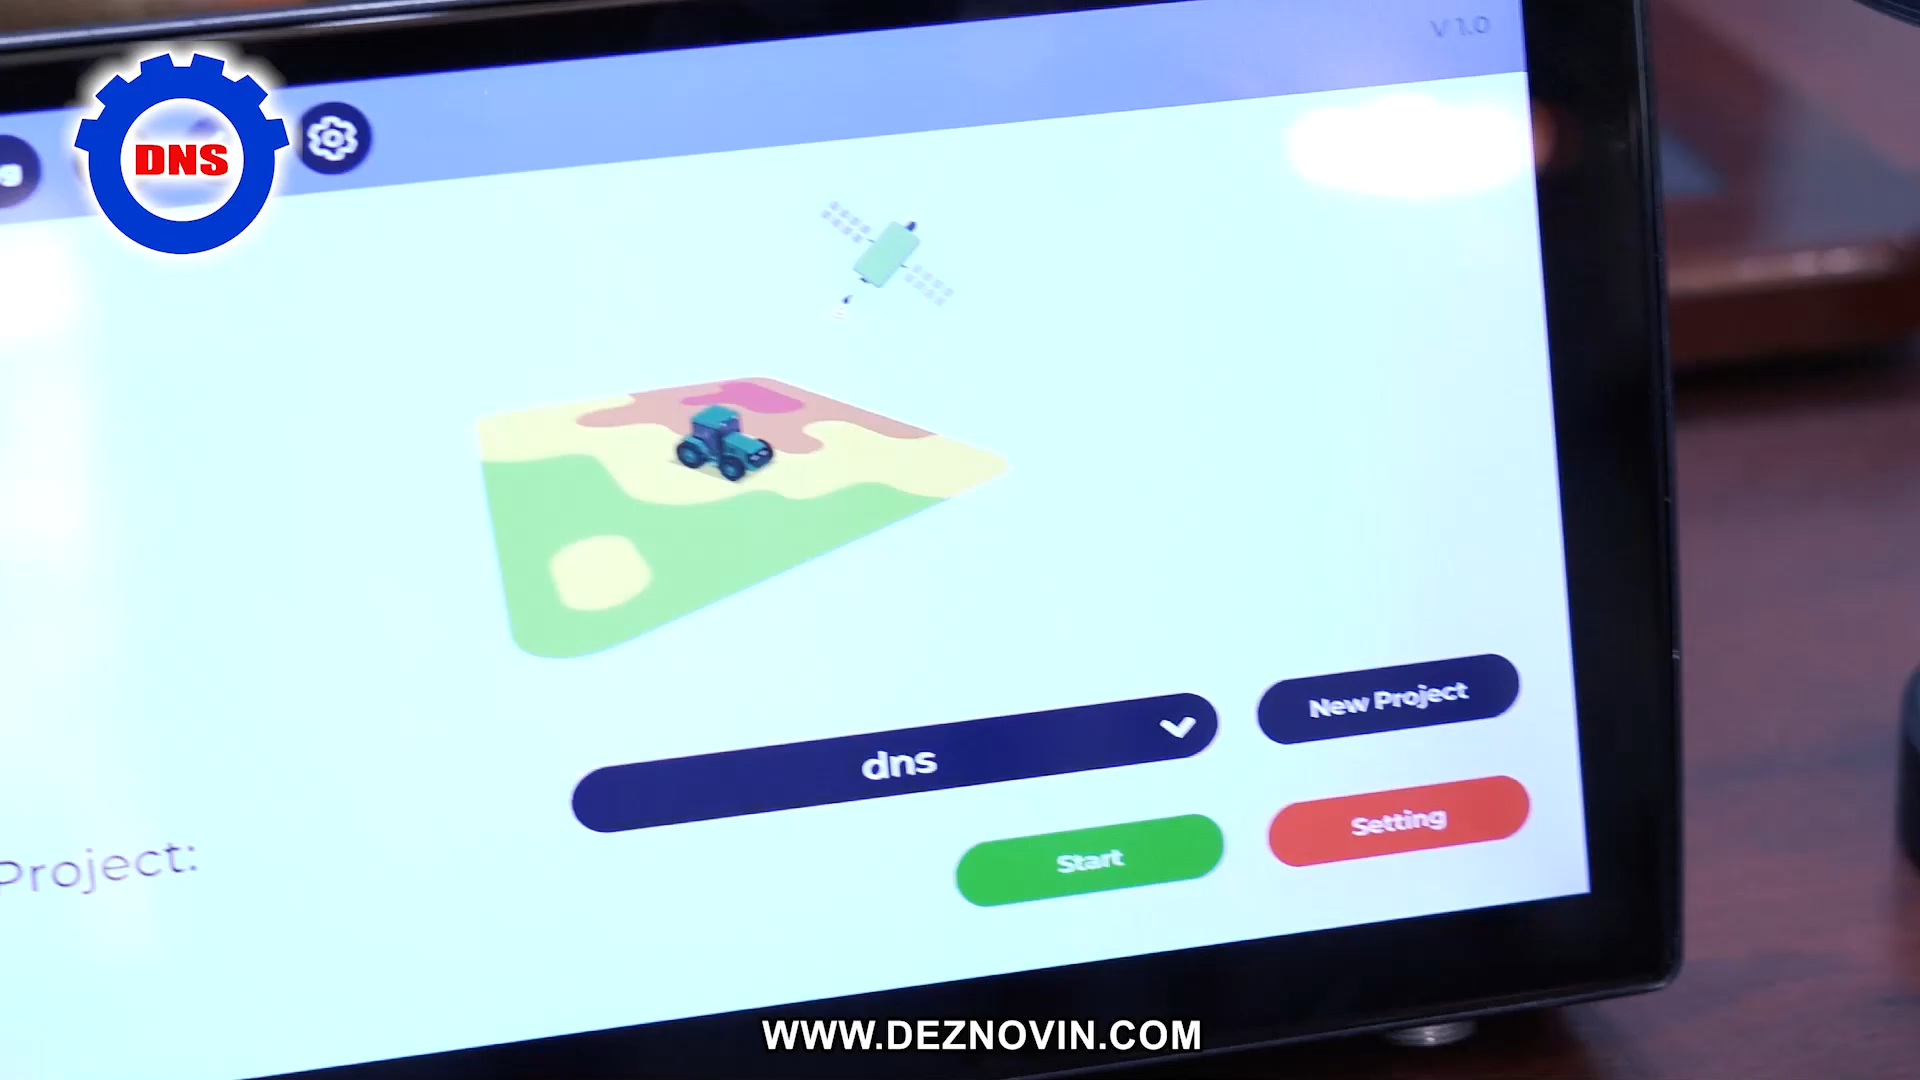 V 1.0
DNS
dns
New Project
Project:
Start
Setting
WWW.DEZNOVIN.COM